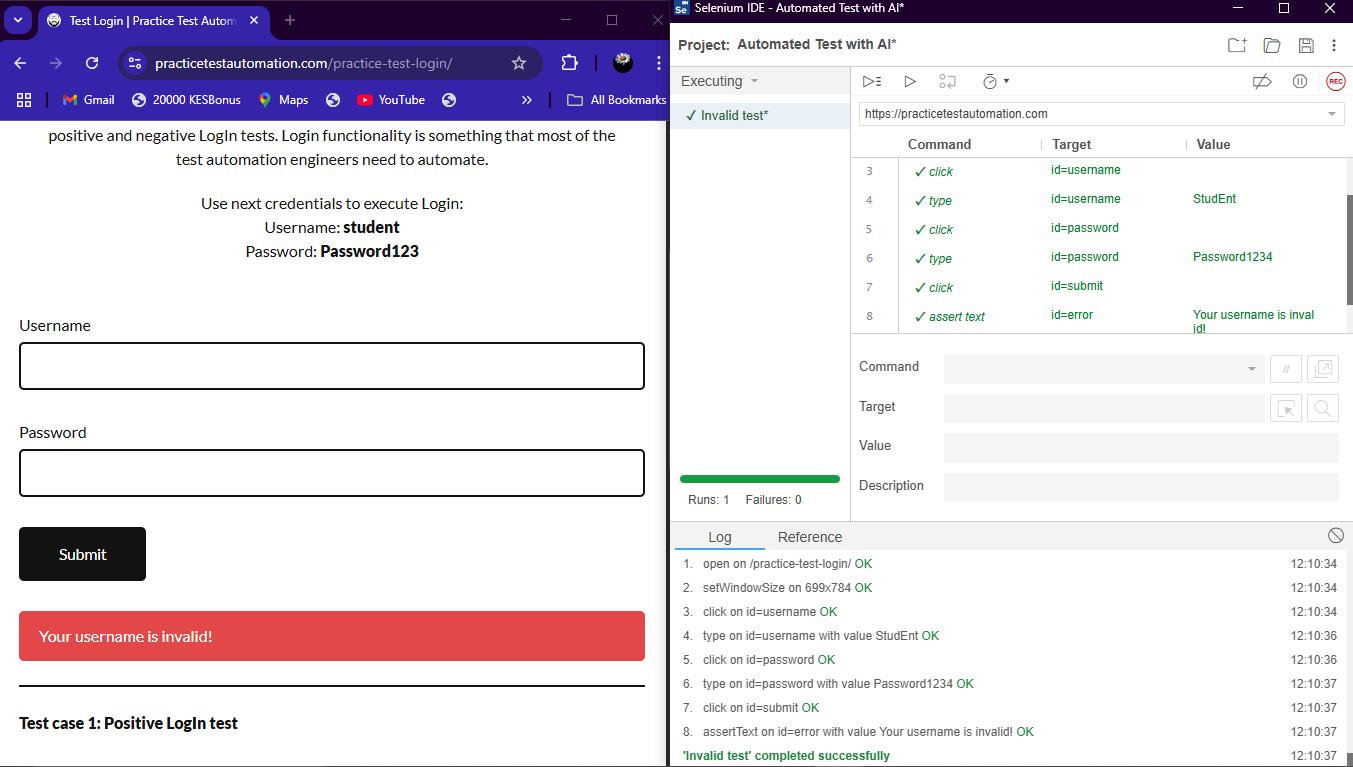 Test Login | Practice Test Autom
practicetestautomation.com/practice-test-login/
Gmail
20000 KESBonus
Maps
YouTube
»
All Bookmarks
positive and negative LogIn tests. Login functionality is something that most of the
test automation engineers need to automate.
Use next credentials to execute Login:
Username: student
Password: Password123
Username
Password
Submit
Your username is invalid!
Test case 1: Positive LogIn test
Se Selenium IDE - Automated Test with AI*
Project: Automated Test with AI*
Executing
REC
✓ Invalid test*
https://practicetestautomation.com
Command Target Value
3 ✓ click id=username
4 ✓ type id=username StudEnt
5 ✓ click id=password
6 ✓ type id=password Password1234
7 ✓ click id=submit
8 ✓ assert text id=error Your username is inval
id!
Command
//
Target
Value
Description
Runs: 1 Failures: 0
Log Reference
1. open on /practice-test-login/ OK 12:10:34
2. setWindowSize on 699x784 OK 12:10:34
3. click on id=username OK 12:10:34
4. type on id=username with value StudEnt OK 12:10:36
5. click on id=password OK 12:10:36
6. type on id=password with value Password1234 OK 12:10:37
7. click on id=submit OK 12:10:37
8. assertText on id=error with value Your username is invalid! OK 12:10:37
'Invalid test' completed successfully 12:10:37